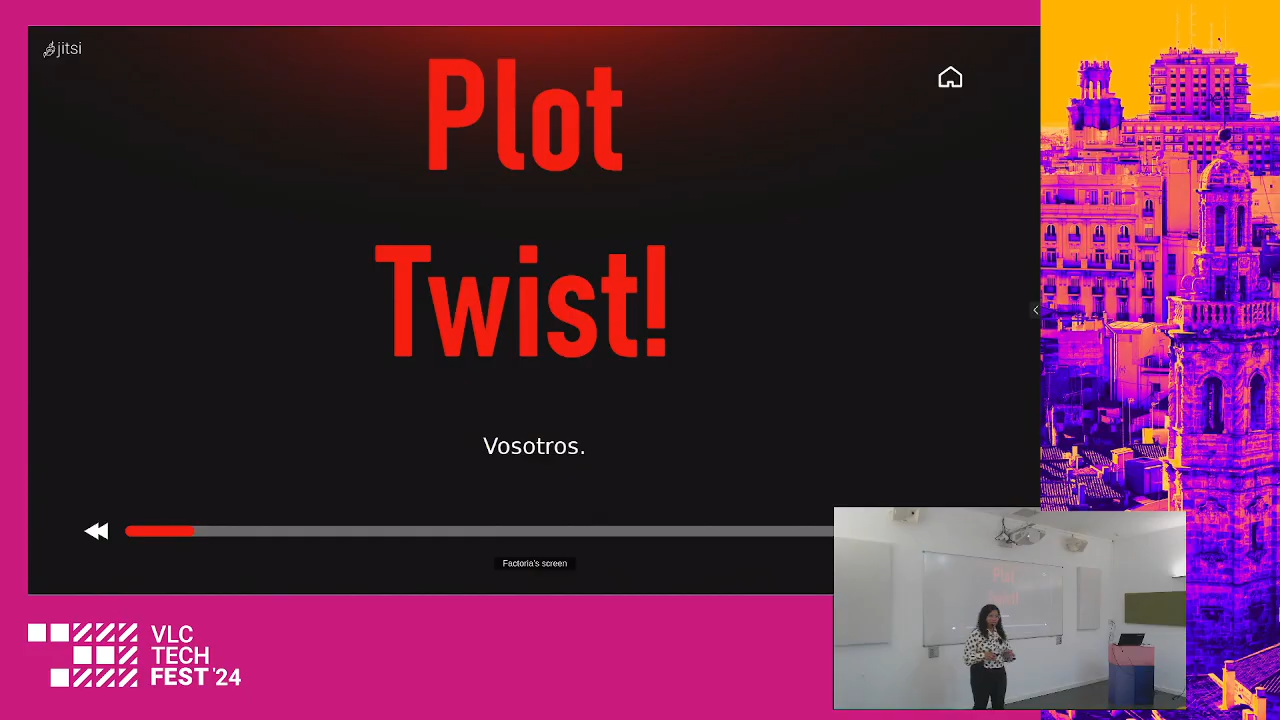 jitsi
Plot
Twist!
Vosotros.
Factoria's screen
VLC
TECH
FEST '24